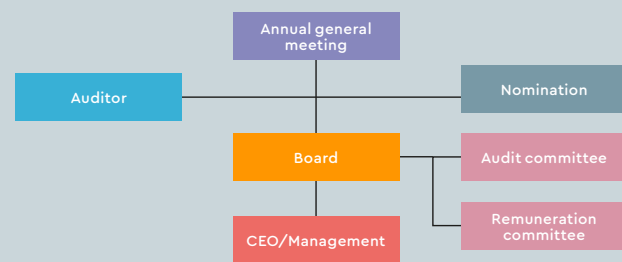 Annual general
meeting
Auditor
Nomination
Board
Audit committee
Remuneration
committee
CEO/Management